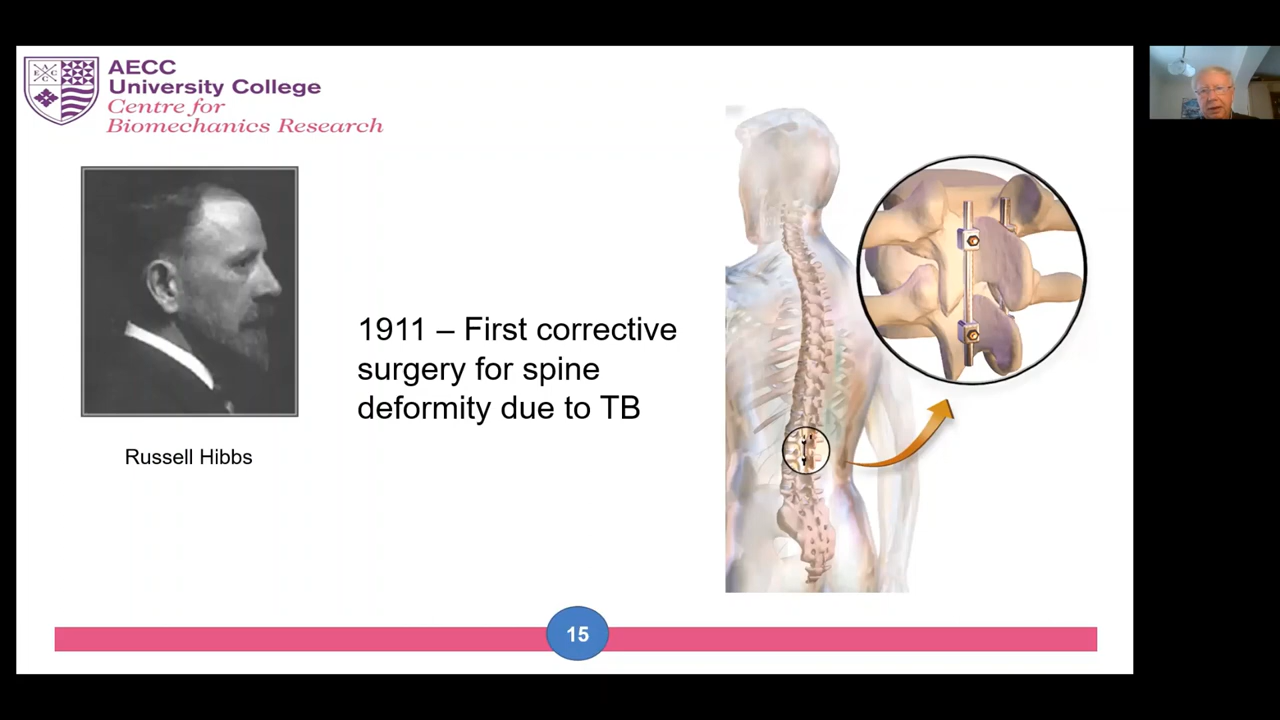 AECC
University College
Centre for
Biomechanics Research
Russell Hibbs
1911 – First corrective
surgery for spine
deformity due to TB
15